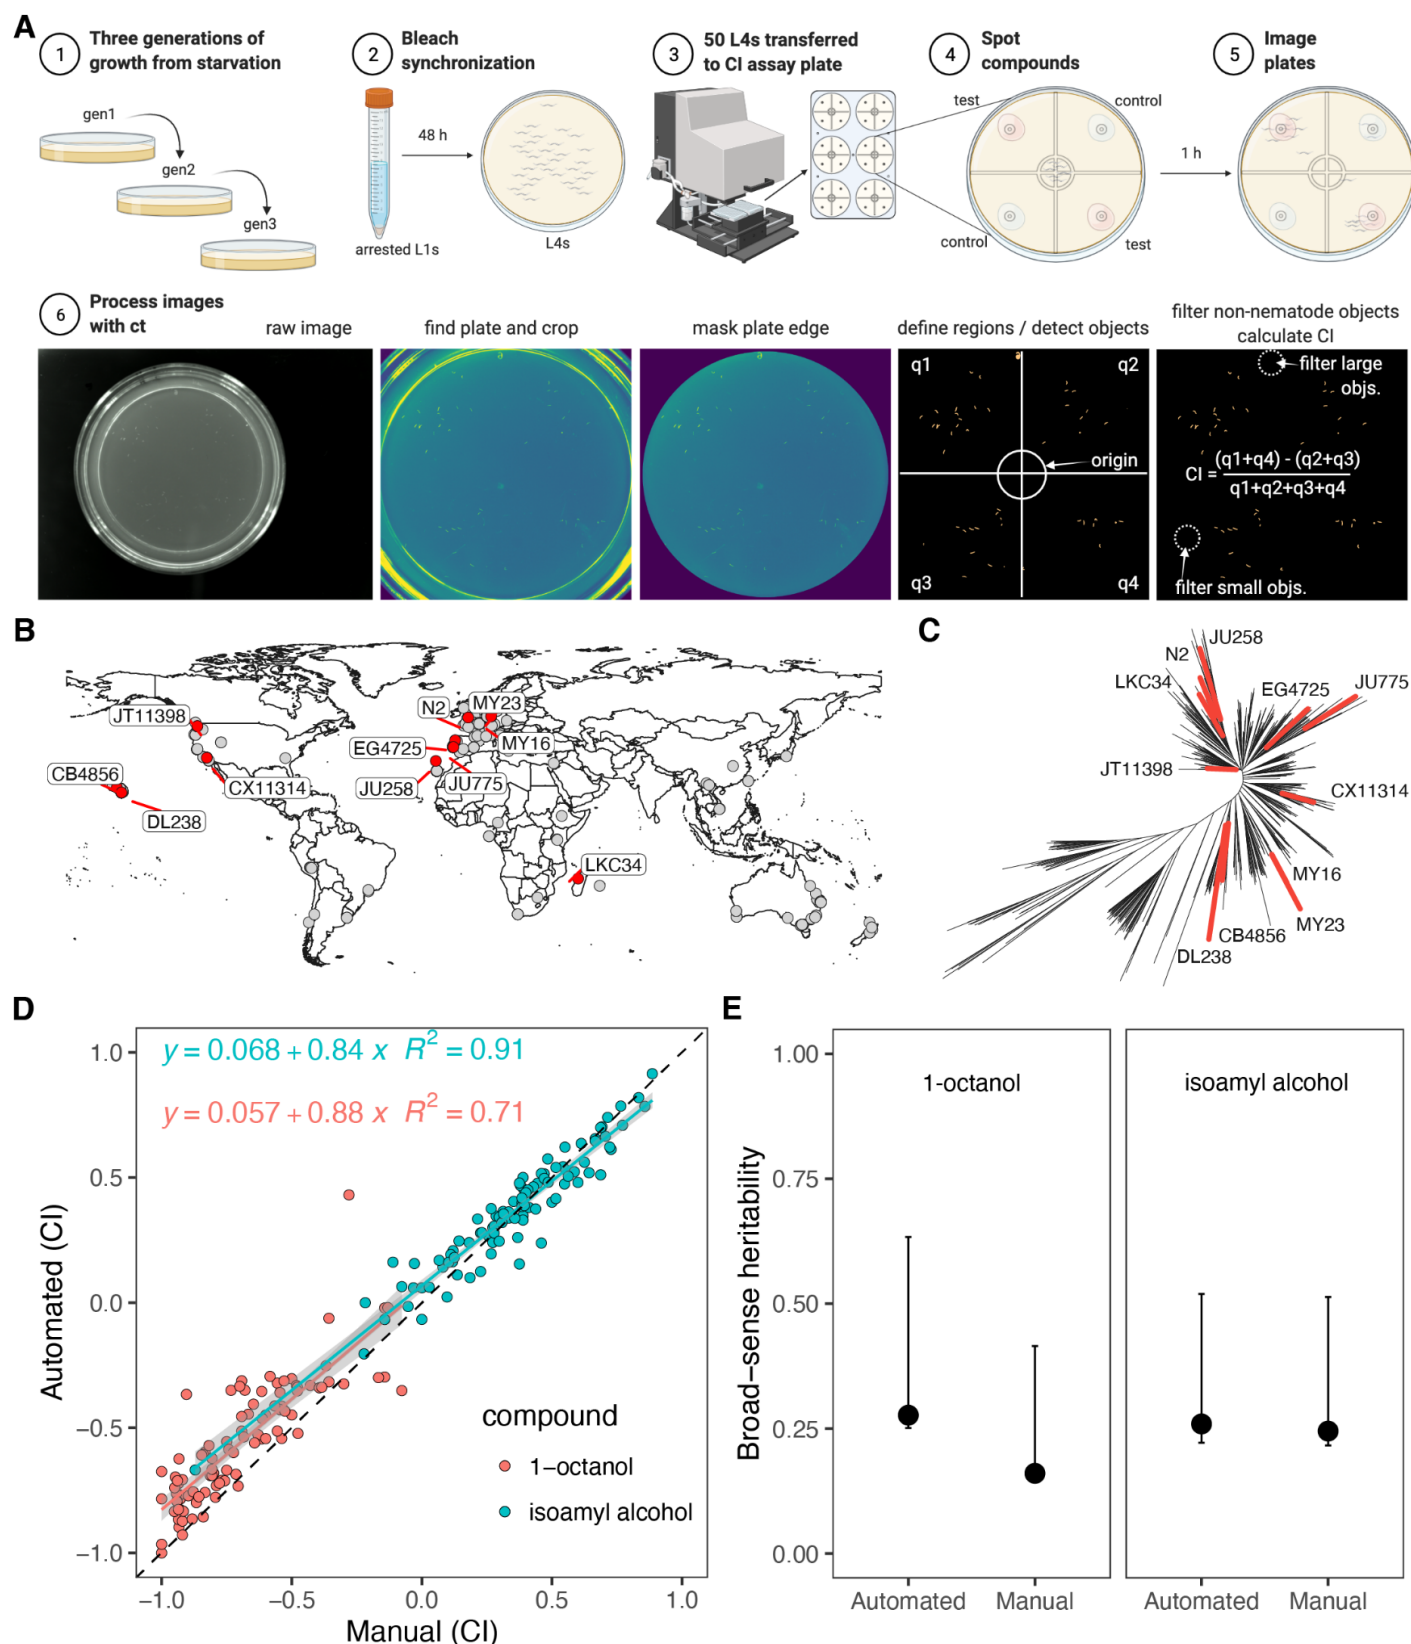 A
1
Three generations of
growth from starvation
gen1
gen2
gen3
2
Bleach
synchronization
48 h
arrested L1s
L4s
3
50 L4s transferred
to CI assay plate
4
Spot
compounds
test
control
control
test
1 h
5
Image
plates
6
Process images
with ct
raw image
find plate and crop
mask plate edge
define regions / detect objects
filter non-nematode objects
calculate CI
q1
q2
origin
q3
q4
filter large
objs.
CI = (q1+q4) - (q2+q3)
q1+q2+q3+q4
filter small objs.
B
JT11398
N2
MY23
EG4725
MY16
CB4856
CX11314
JU258
JU775
DL238
LKC34
C
JU258
N2
LKC34
EG4725
JU775
JT11398
CX11314
MY16
MY23
CB4856
DL238
D
y = 0.068 + 0.84 x R² = 0.91
y = 0.057 + 0.88 x R² = 0.71
Automated (CI)
1.0
0.5
0.0
−0.5
−1.0
compound
1−octanol
isoamyl alcohol
−1.0
−0.5
0.0
0.5
1.0
Manual (CI)
E
Broad−sense heritability
1.00
0.75
0.50
0.25
0.00
1-octanol
isoamyl alcohol
Automated
Manual
Automated
Manual